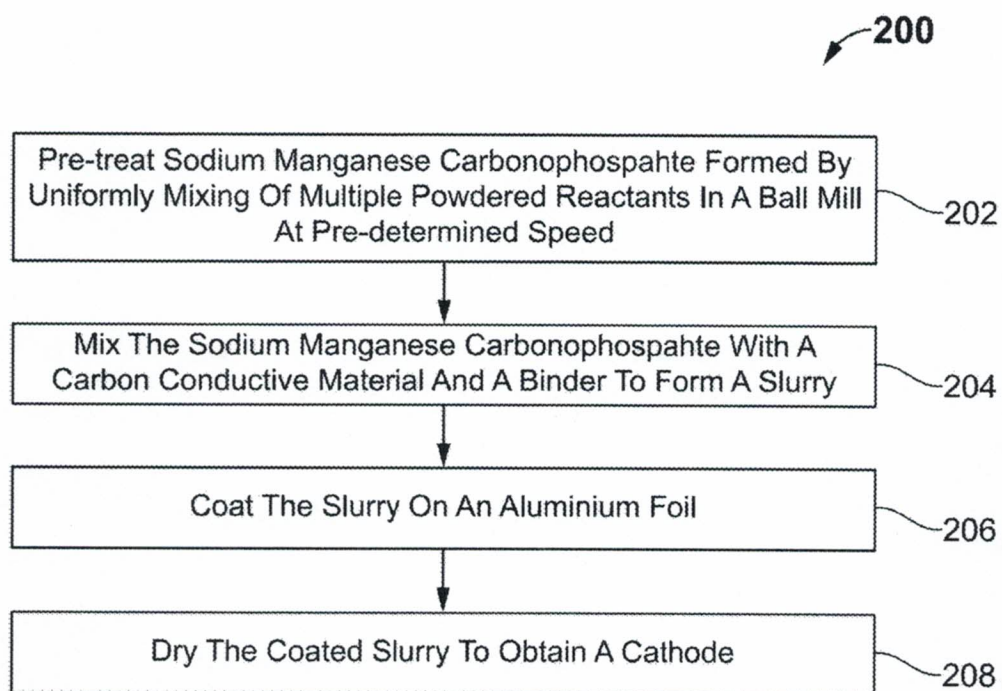 200
Pre-treat Sodium Manganese Carbonophospahte Formed By
Uniformly Mixing Of Multiple Powdered Reactants In A Ball Mill
At Pre-determined Speed
202
Mix The Sodium Manganese Carbonophospahte With A
Carbon Conductive Material And A Binder To Form A Slurry
204
Coat The Slurry On An Aluminium Foil
206
Dry The Coated Slurry To Obtain A Cathode
208